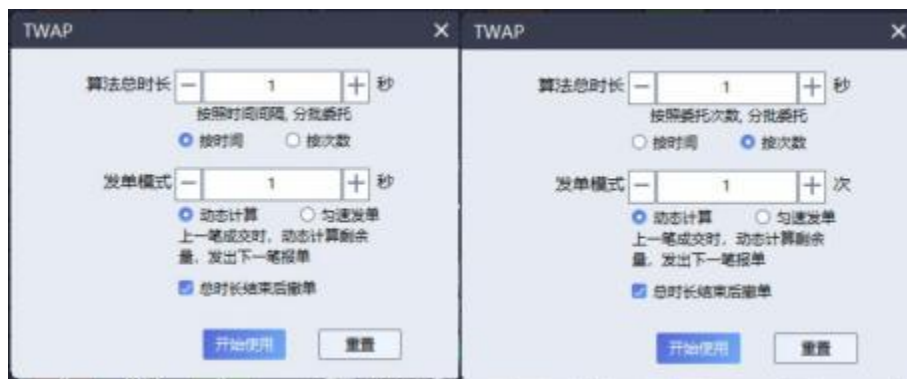 TWAP
算法总时长 1 秒
按照时间间隔, 分批委托
按时间 按次数
发单模式 1 秒
动态计算 匀速发单
上一笔成交时，动态计算剩余
量，发出下一笔报单
总时长结束后撤单
开始使用 重置
TWAP
算法总时长 1 秒
按照委托次数, 分批委托
按时间 按次数
发单模式 1 次
动态计算 匀速发单
上一笔成交时，动态计算剩余
量，发出下一笔报单
总时长结束后撤单
开始使用 重置